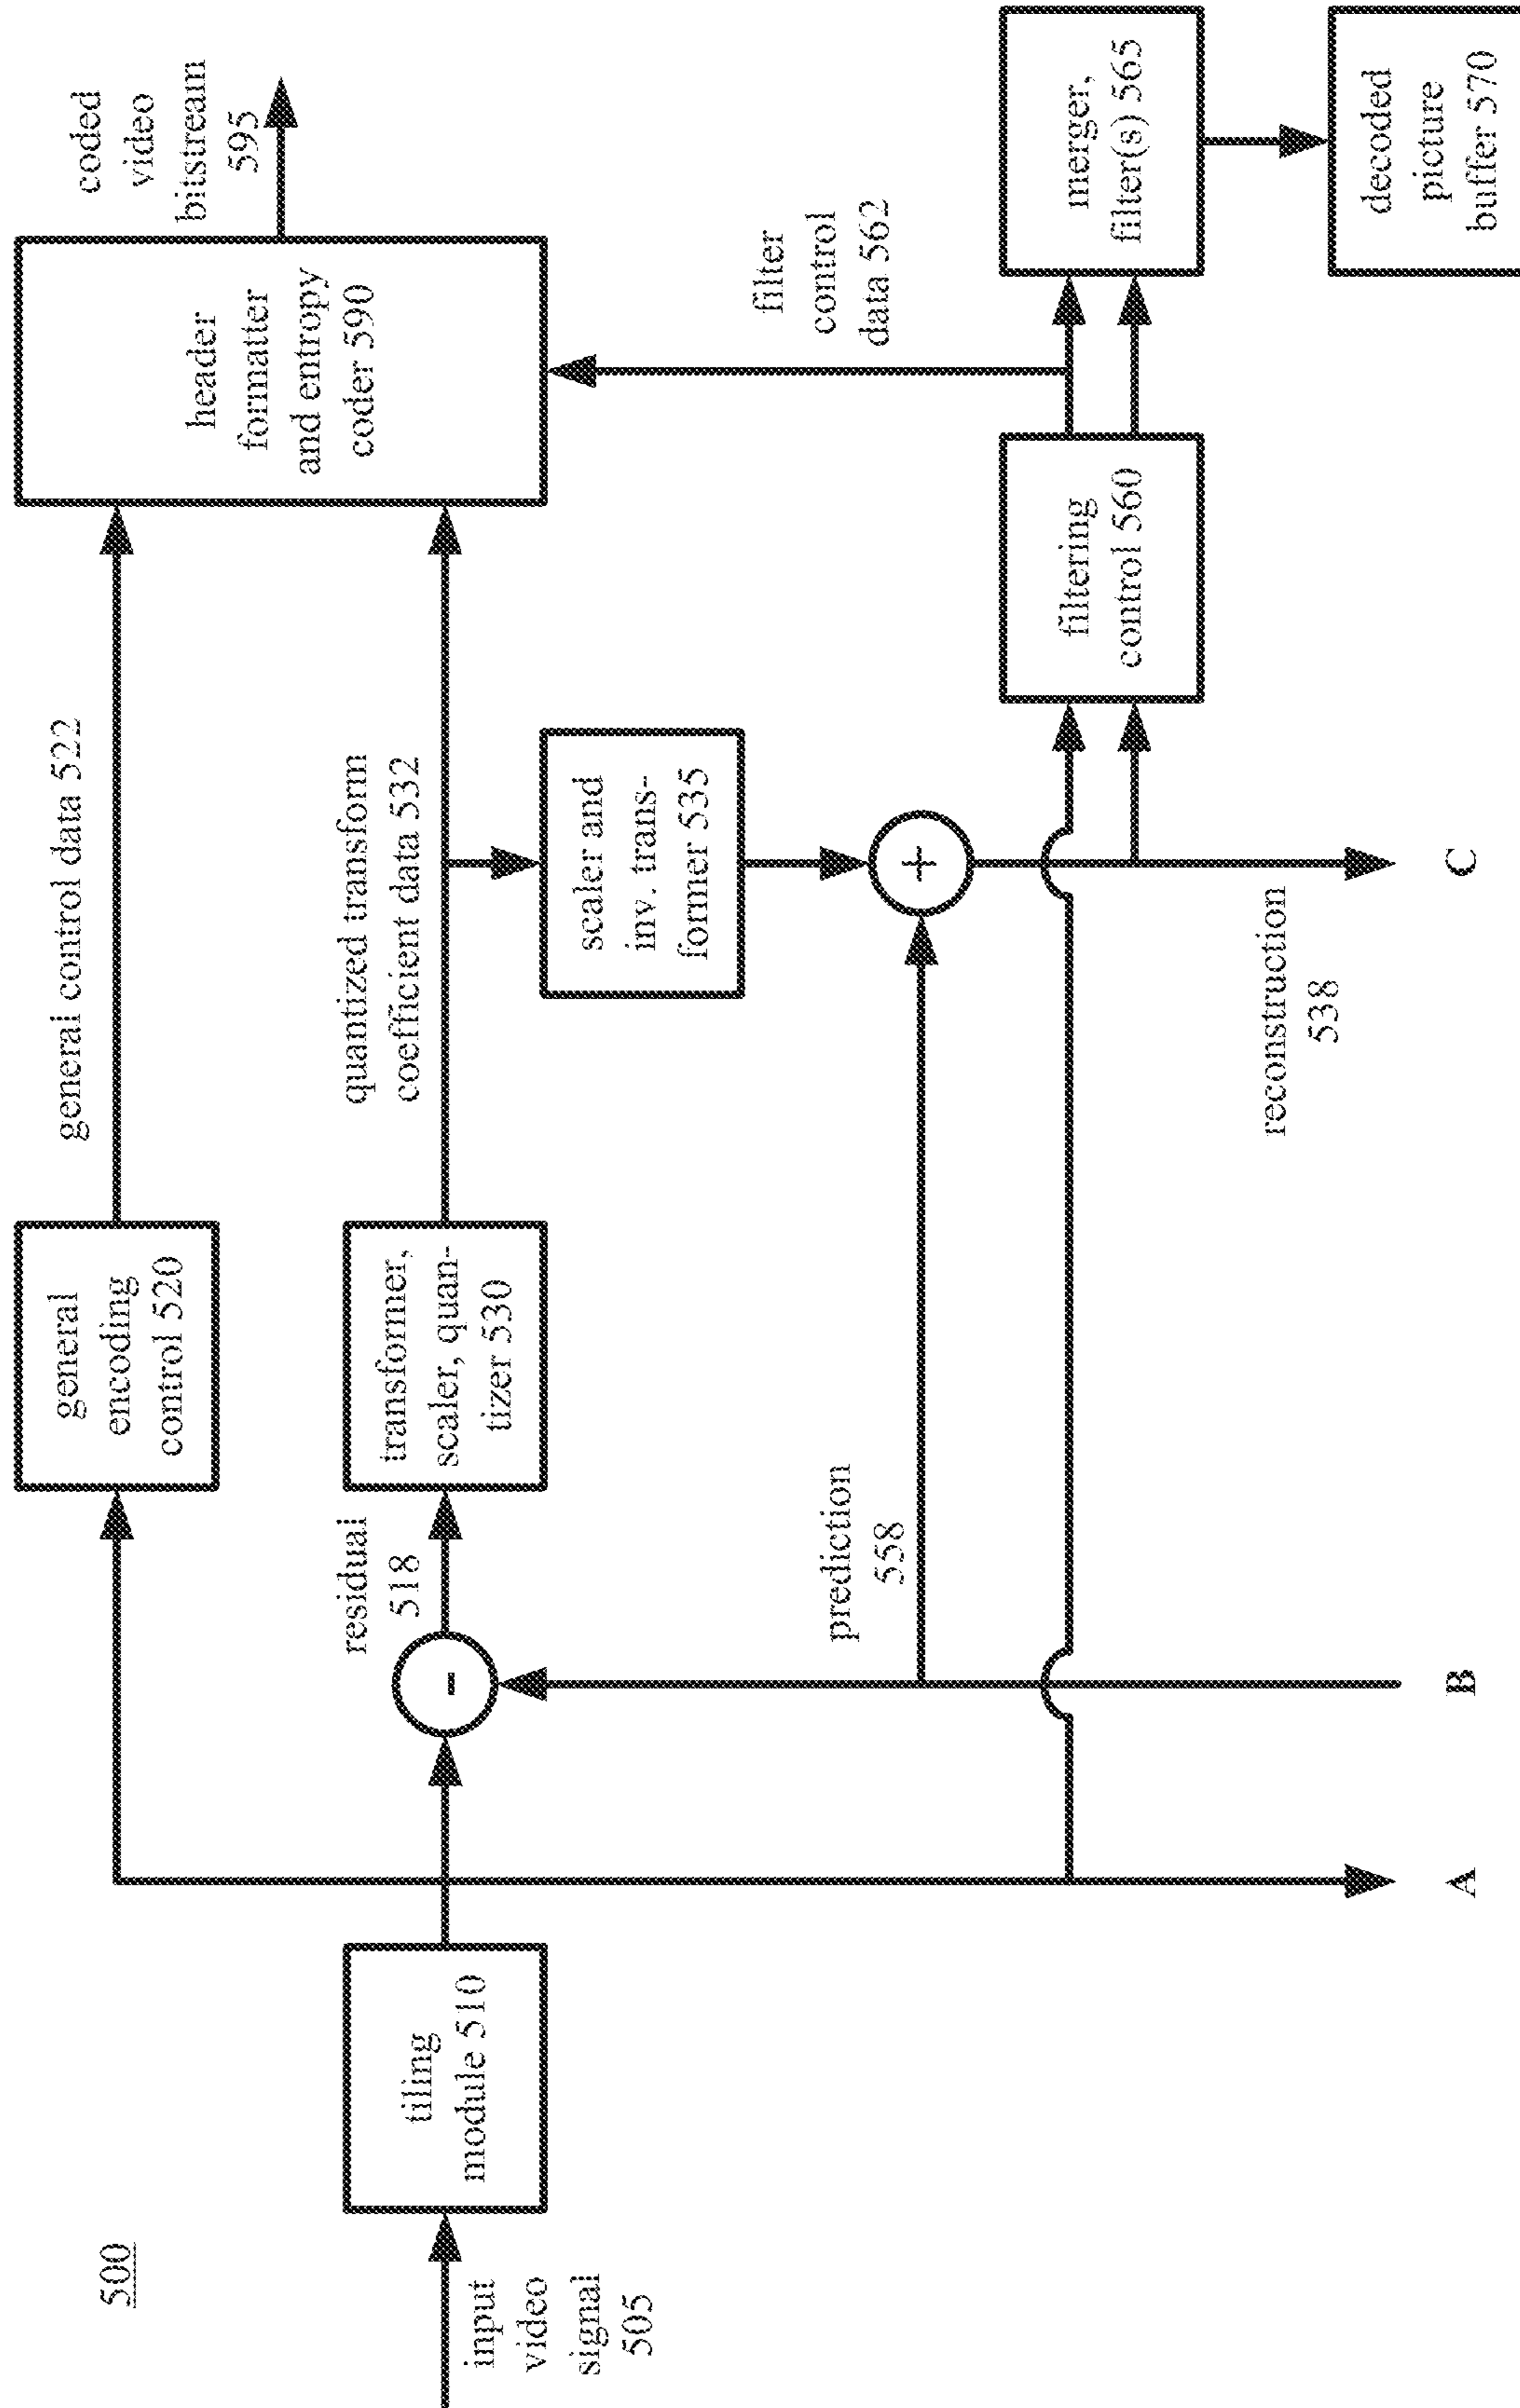 500
input
video
signal
505
tiling
module 510
general
encoding
control 520
general control data 522
residual
518
transformer,
scaler, quan-
tizer 530
quantized transform
coefficient data 532
header
formatter
and entropy
coder 590
coded
video
bitstream
595
-
prediction
558
scaler and
inv. trans-
former 535
+
filter
control
data 562
filtering
control 560
merger,
filter(s) 565
decoded
picture
buffer 570
reconstruction
538
A
B
C